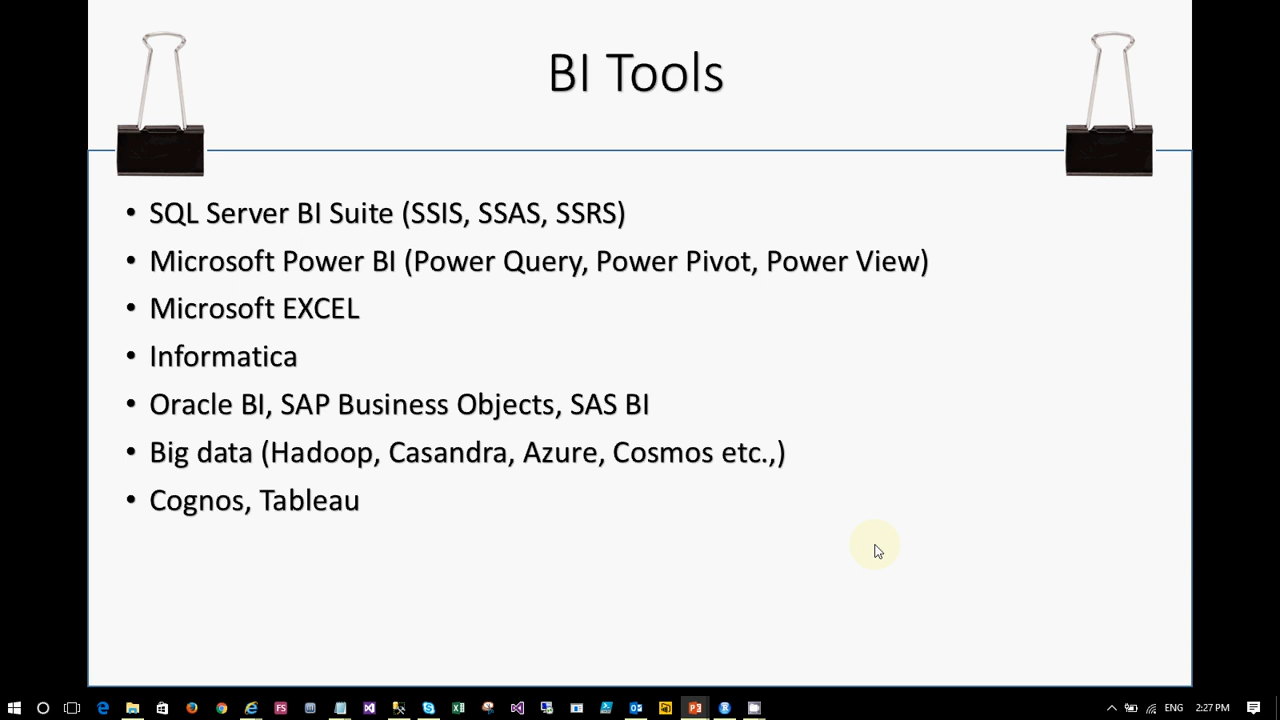 BI Tools
• SQL Server BI Suite (SSIS, SSAS, SSRS)
• Microsoft Power BI (Power Query, Power Pivot, Power View)
• Microsoft EXCEL
• Informatica
• Oracle BI, SAP Business Objects, SAS BI
• Big data (Hadoop, Casandra, Azure, Cosmos etc.,)
• Cognos, Tableau
ENG 2:27 PM